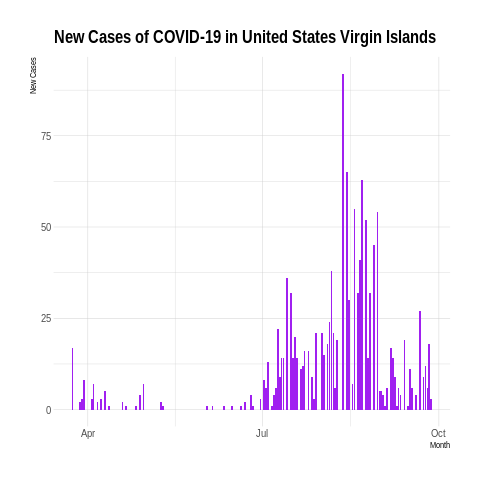 New Cases of COVID-19 in United States Virgin Islands
New Cases
75
50
25
0
Apr
Jul
Oct
Month